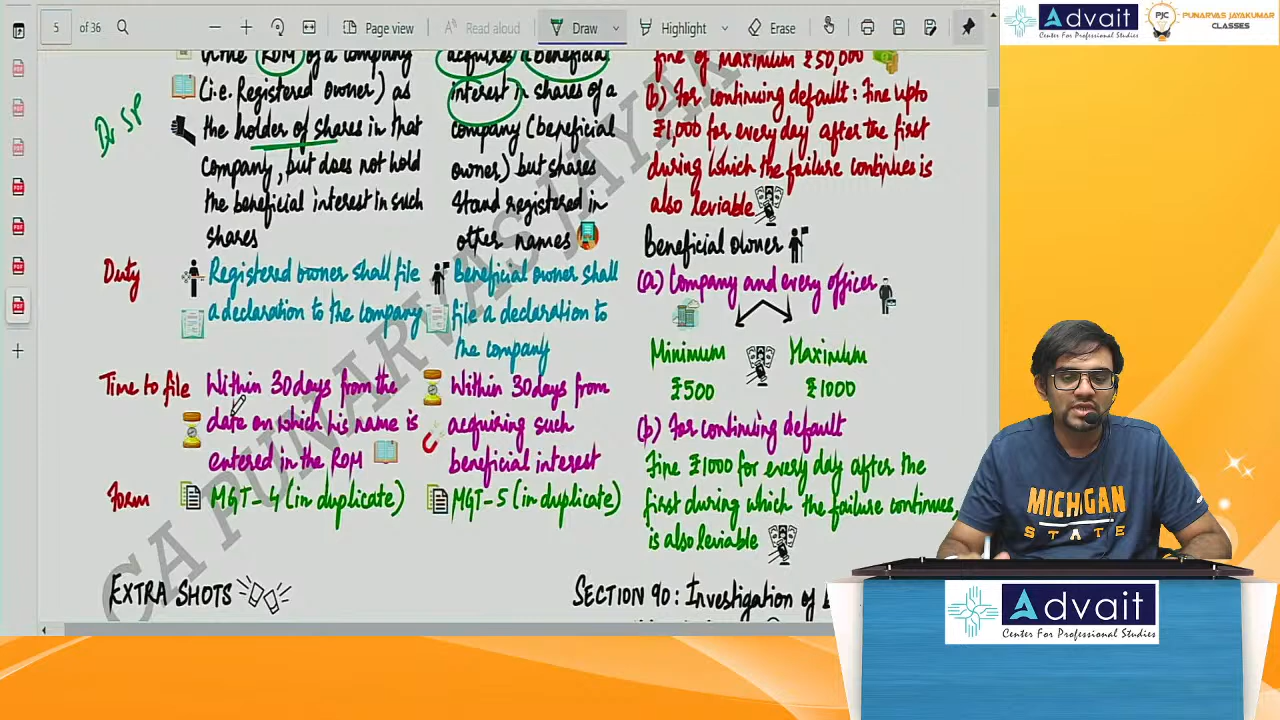 5 of 36
Page view
Read aloud
Draw
Highlight
Erase
Advait
Center For Professional Studies
PJC
PUNARVAS JAYAKUMAR
CLASSES
in the ROM of a company
(i.e. Registered owner) as
the holder of shares in that
company, but does not hold
the beneficial interest in such
shares
acquires a beneficial
interest in shares of a
company (beneficial
owner) but shares
stand registered in
other names
fine of maximum ₹50,000
(b) For continuing default: Fine upto
₹1,000 for every day after the first
during which the failure continues is
also leviable
Beneficial owner
(a) Company and every officer
Minimum Maximum
₹500 ₹1000
(b) For continuing default
Fine ₹1000 for every day after the
first during which the failure continues,
is also leviable
Duty
Registered owner shall file
a declaration to the company
Beneficial owner shall
file a declaration to
the company
Time to file
Within 30 days from the
date on which his name is
entered in the ROM
Within 30 days from
acquiring such
beneficial interest
Form
MGT-4 (in duplicate)
MGT-5 (in duplicate)
EXTRA SHOTS
SECTION 90: Investigation of
CA PUNARVAS JAYAK
MICHIGAN
STATE
Advait
Center For Professional Studies